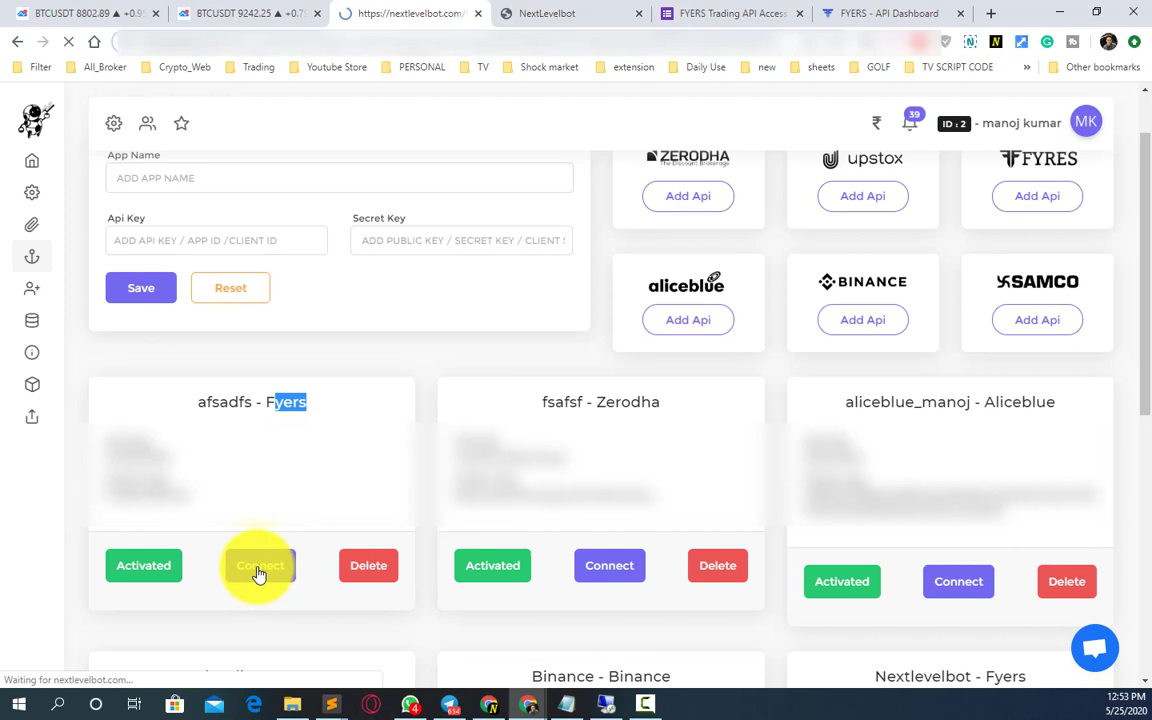 BTCUSDT 8802.89 ▲ +0.9
BTCUSDT 9242.25 ▲ +0.7
https://nextlevelbot.com/
NextLevelbot
FYERS Trading API Access
FYERS - API Dashboard
Filter
All_Broker
Crypto_Web
Trading
Youtube Store
PERSONAL
TV
Shock market
extension
Daily Use
new
sheets
GOLF
TV SCRIPT CODE
»
Other bookmarks
₹
39
ID : 2 - manoj kumar
MK
App Name
ADD APP NAME
Api Key
Secret Key
ADD API KEY / APP ID /CLIENT ID
ADD PUBLIC KEY / SECRET KEY / CLIENT S
Save
Reset
ZERODHA
The Discount Brokerage
upstox
FYRES
Add Api
Add Api
Add Api
aliceblue
BINANCE
SAMCO
Add Api
Add Api
Add Api
afsadfs - Fyers
fsafsf - Zerodha
aliceblue_manoj - Aliceblue
Activated
Connect
Delete
Activated
Connect
Delete
Activated
Connect
Delete
Binance - Binance
Nextlevelbot - Fyers
Waiting for nextlevelbot.com...
4
12:53 PM
5/25/2020